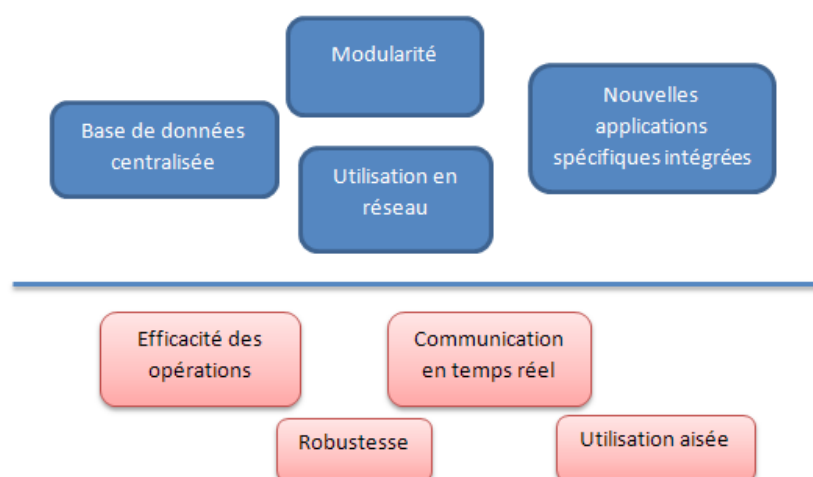 Modularité
Base de données
centralisée
Utilisation en
réseau
Nouvelles
applications
spécifiques intégrées
Efficacité des
opérations
Communication
en temps réel
Robustesse
Utilisation aisée